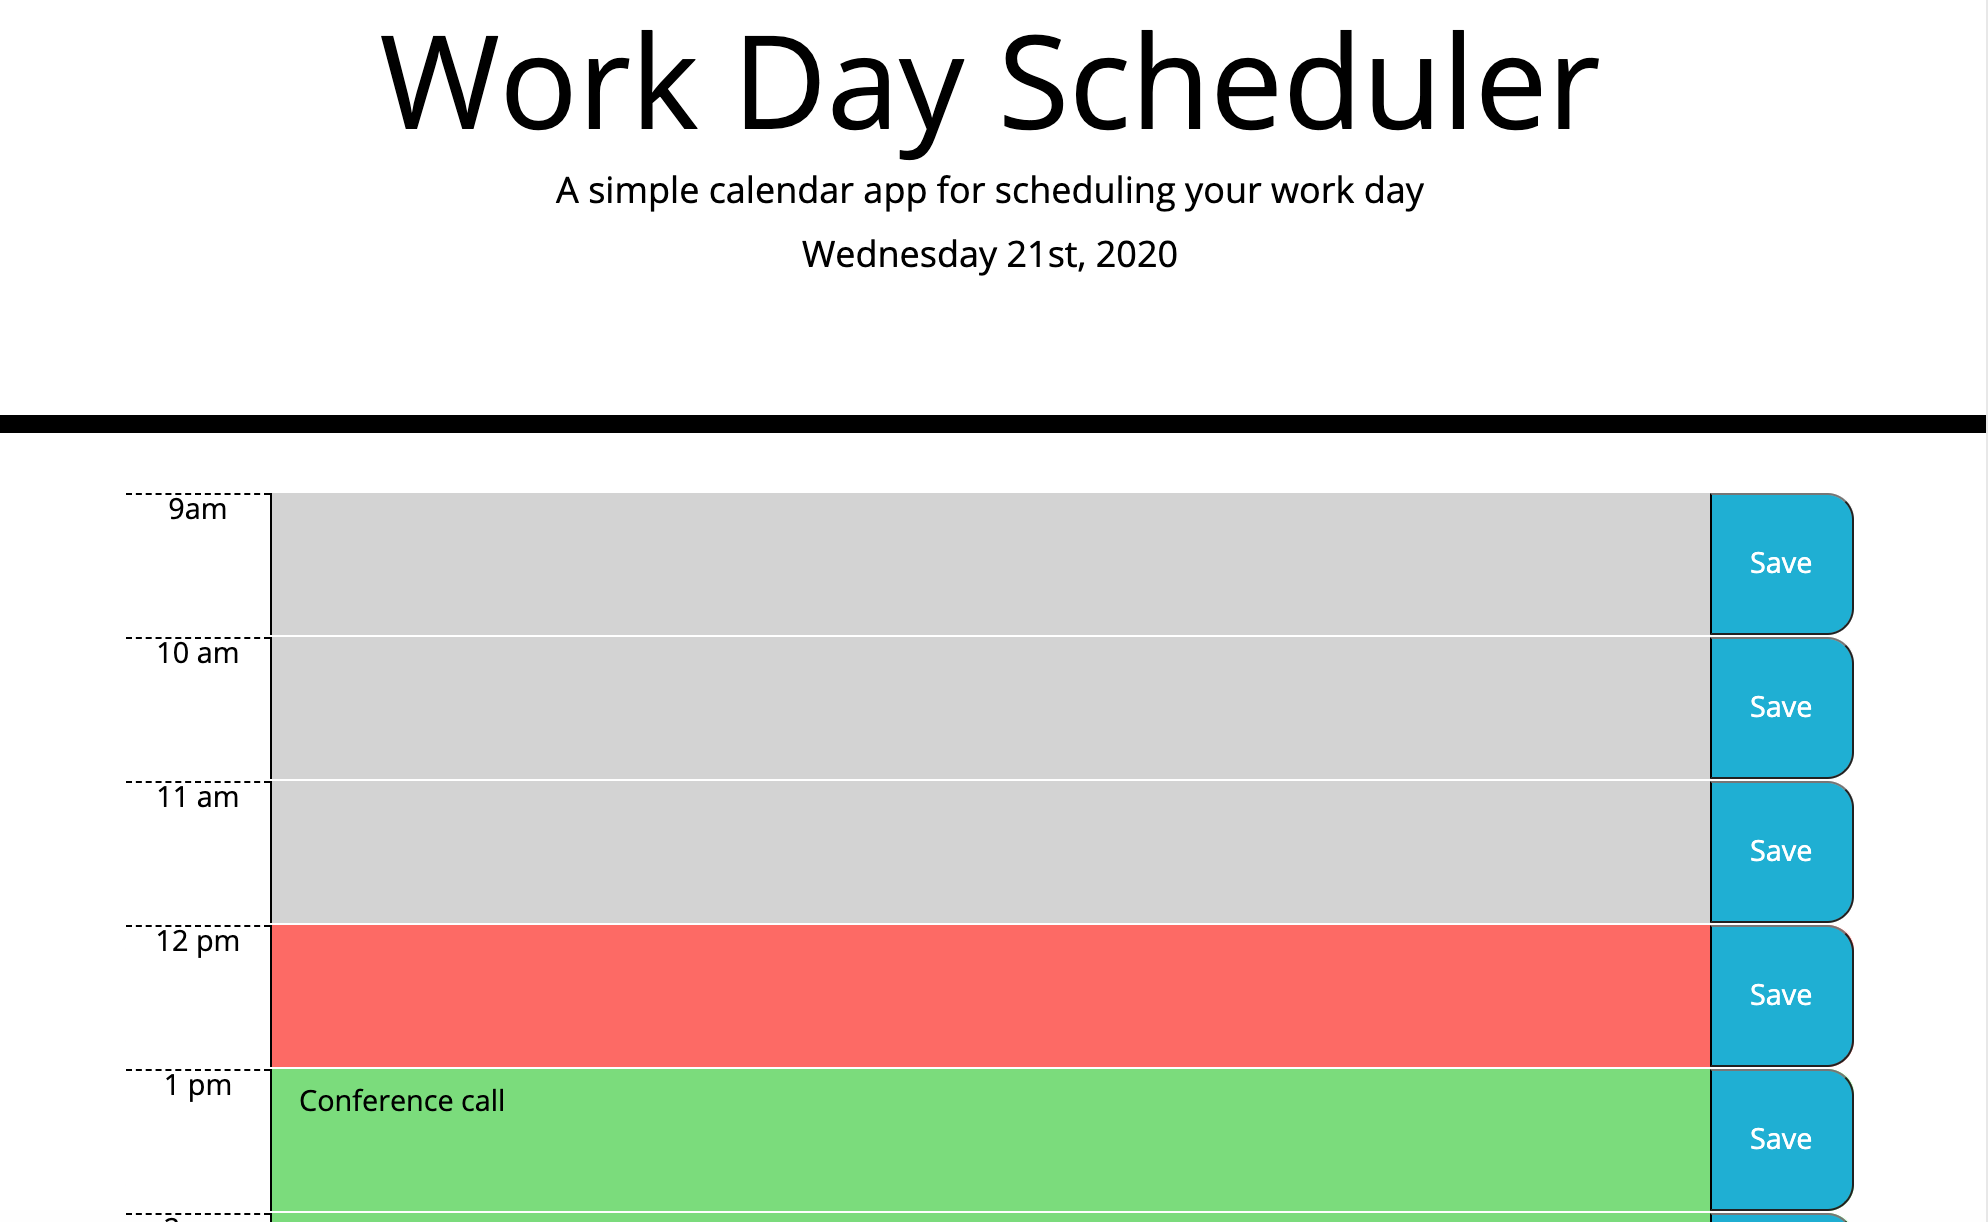 Work Day Scheduler
A simple calendar app for scheduling your work day
Wednesday 21st, 2020
9am
Save
10 am
Save
11 am
Save
12 pm
Save
1 pm
Conference call
Save